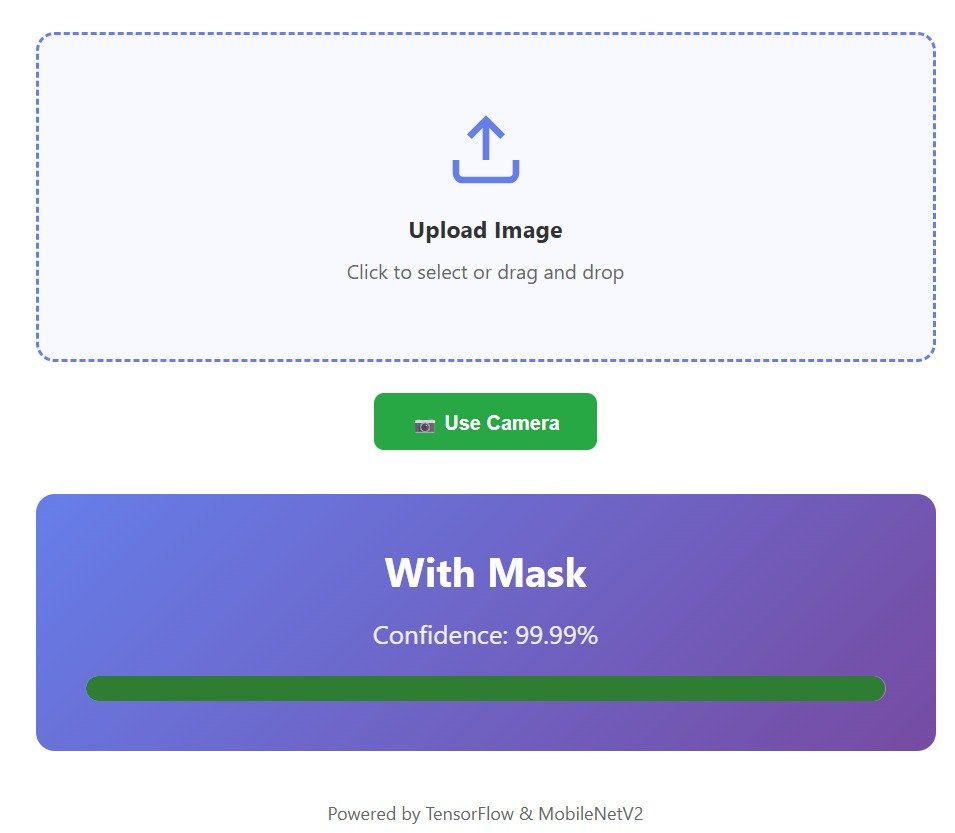 Upload Image
Click to select or drag and drop
Use Camera
With Mask
Confidence: 99.99%
Powered by TensorFlow & MobileNetV2